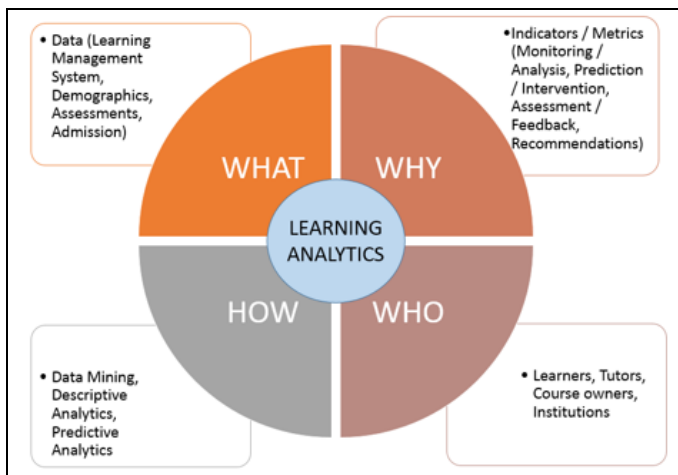 • Data (Learning
Management
System,
Demographics,
Assessments,
Admission)
• Indicators / Metrics
(Monitoring /
Analysis, Prediction
/ Intervention,
Assessment /
Feedback,
Recommendations)
WHAT
WHY
LEARNING
ANALYTICS
HOW
WHO
• Data Mining,
Descriptive
Analytics,
Predictive
Analytics
• Learners, Tutors,
Course owners,
Institutions